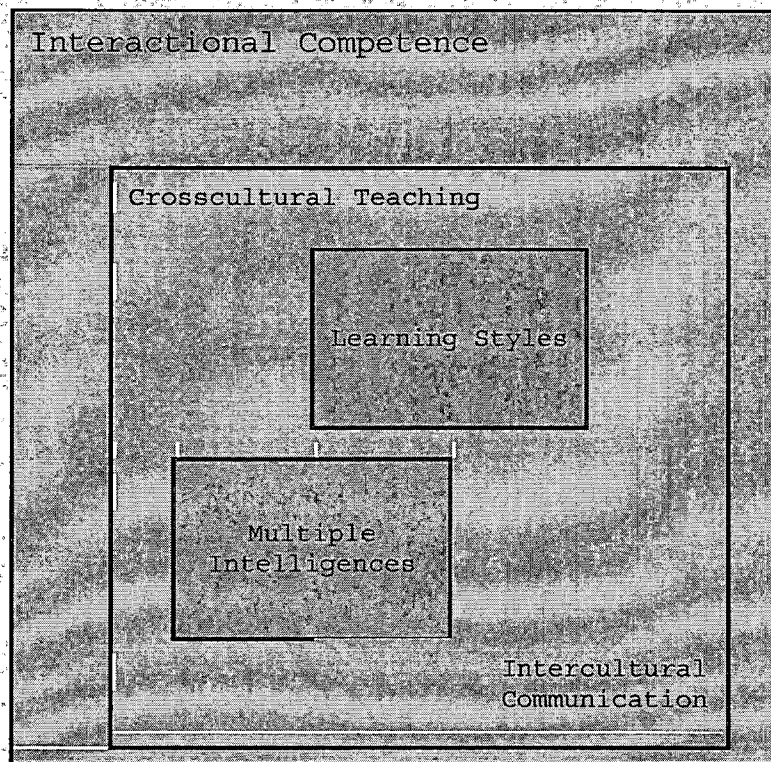 Interactional Competence
Crosscultural Teaching
Learning Styles
Multiple
Intelligences
Intercultural
Communication